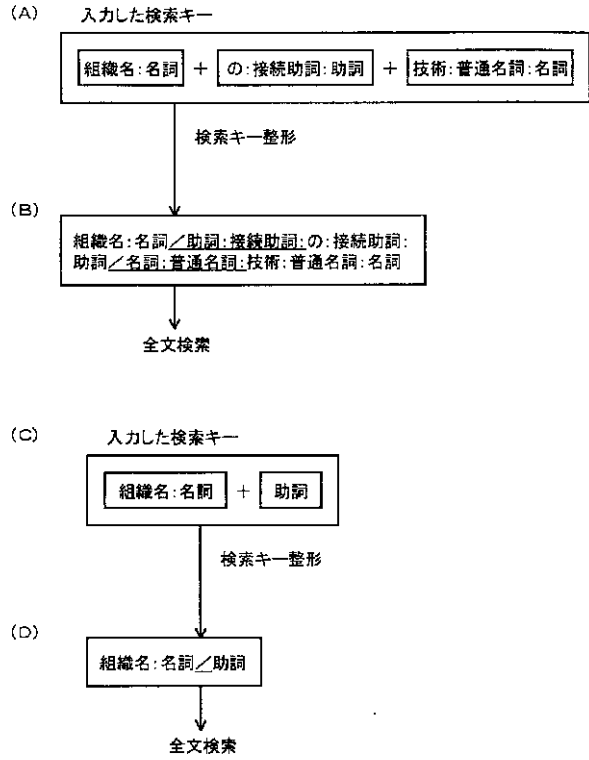 (A) 入力した検索キー
組織名:名詞 + の:接続助詞:助詞 + 技術:普通名詞:名詞
検索キー整形
(B)
組織名:名詞／助詞:接続助詞:の:接続助詞:
助詞／名詞:普通名詞:技術:普通名詞:名詞
全文検索
(C) 入力した検索キー
組織名:名詞 + 助詞
検索キー整形
(D)
組織名:名詞／助詞
全文検索